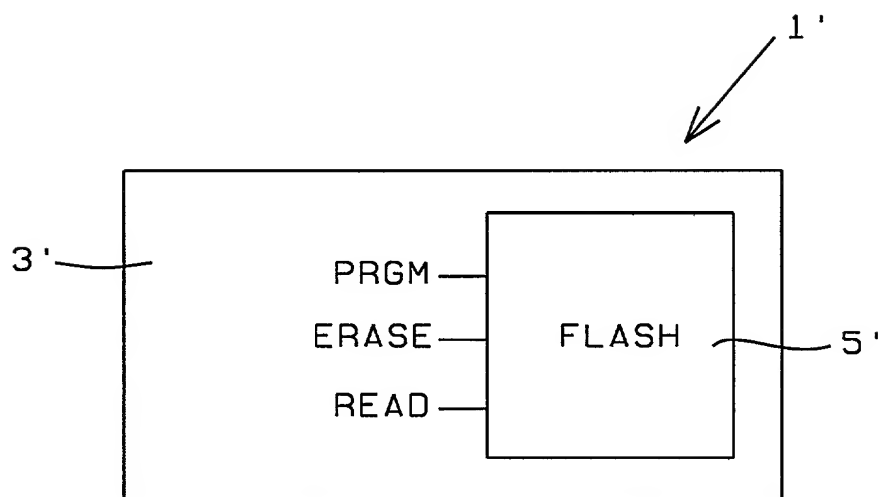 1'
3'
PRGM
ERASE
FLASH
5'
READ